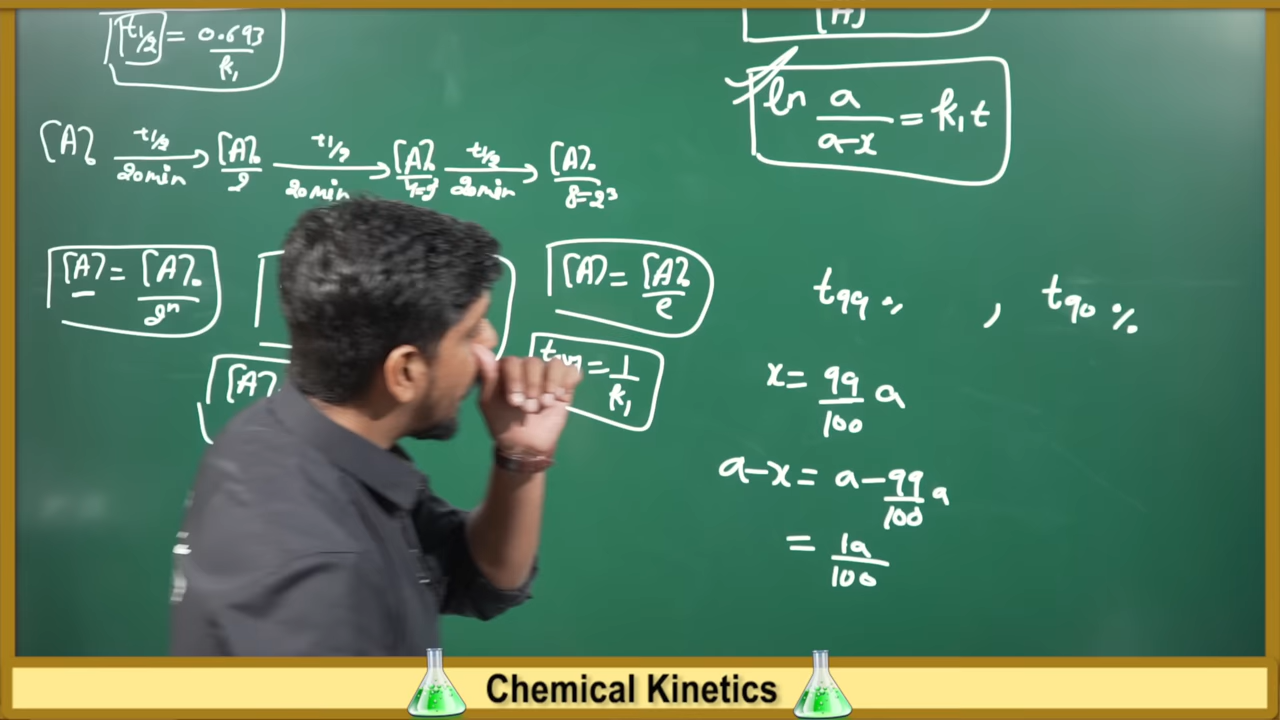 t1/2 = 0.693/k₁
[A]
ln a/a-x = k₁t
[A]₀ t1/2 20min → [A]₀/2 t1/2 20min → [A]₀/4=2² t1/2 20min → [A]₀/8=2³
[A] = [A]₀/2ⁿ
[A] = [A]₀/e
= 1/k₁
[A]₀
t99% , t90%
x = 99/100 a
a-x = a - 99/100 a
= 1a/100
Chemical Kinetics